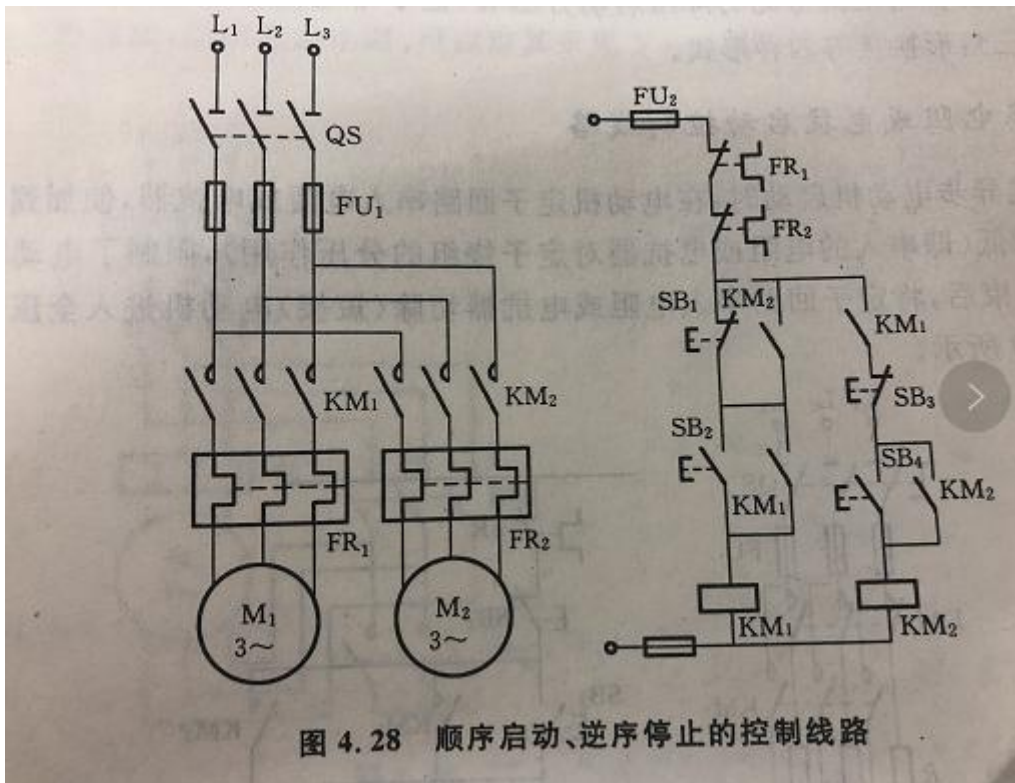 L₁ L₂ L₃
QS
FU₁
KM₁
KM₂
FR₁
FR₂
M₁
3～
M₂
3～
FU₂
FR₁
FR₂
SB₁
KM₂
KM₁
SB₃
SB₂
KM₁
SB₄
KM₂
KM₁
KM₂
图 4.28 顺序启动、逆序停止的控制线路